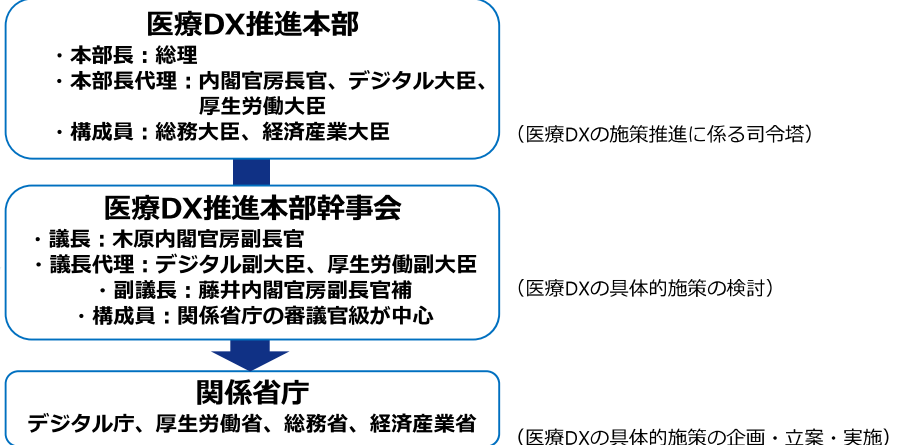 医療DX推進本部
・本部長：総理
・本部長代理：内閣官房長官、デジタル大臣、
厚生労働大臣
・構成員：総務大臣、経済産業大臣
（医療DXの施策推進に係る司令塔）
医療DX推進本部幹事会
・議長：木原内閣官房副長官
・議長代理：デジタル副大臣、厚生労働副大臣
・副議長：藤井内閣官房副長官補
・構成員：関係省庁の審議官級が中心
（医療DXの具体的施策の検討）
関係省庁
デジタル庁、厚生労働省、総務省、経済産業省
（医療DXの具体的施策の企画・立案・実施）